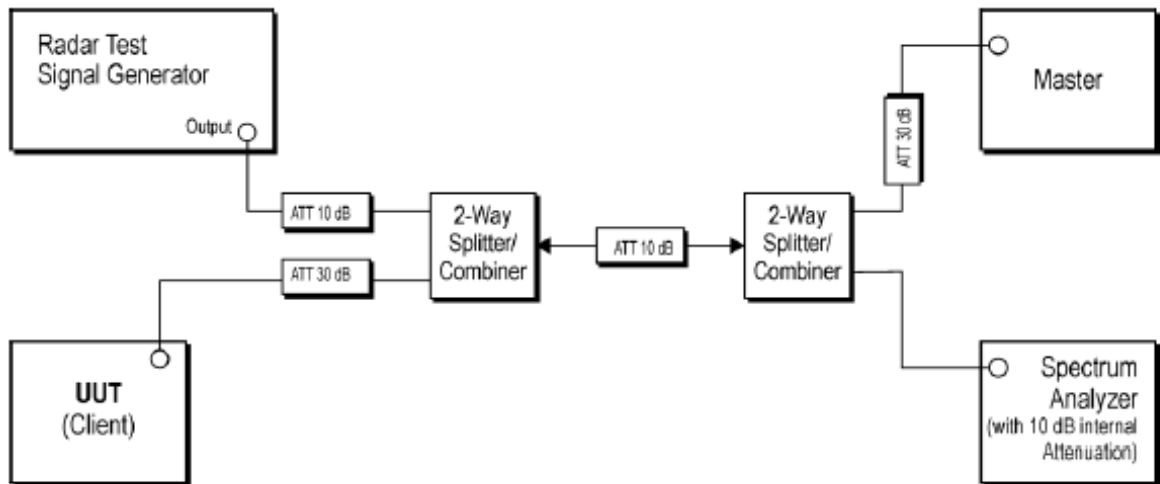 Radar Test
Signal Generator
Output
ATT 10 dB
ATT 30 dB
UUT
(Client)
2-Way
Splitter/
Combiner
ATT 10 dB
2-Way
Splitter/
Combiner
ATT 30 dB
Master
Spectrum
Analyzer
(with 10 dB internal
Attenuation)